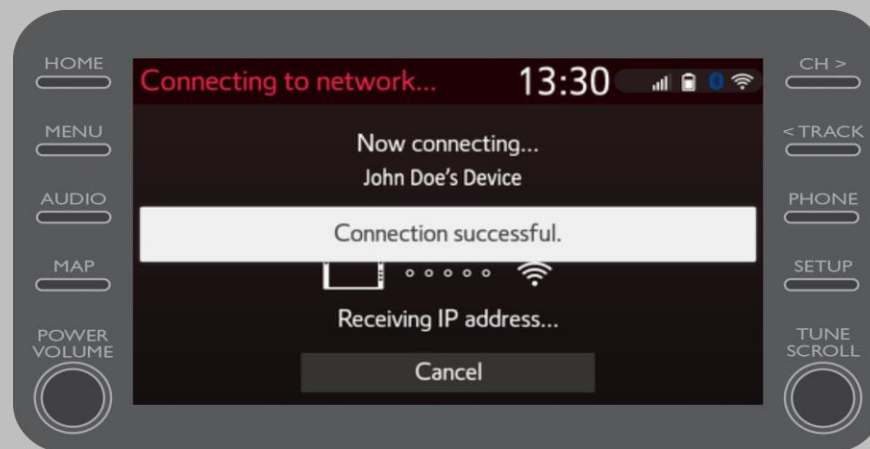 HOME
MENU
AUDIO
MAP
POWER
VOLUME
Connecting to network...
13:30
Now connecting...
John Doe's Device
Connection successful.
Receiving IP address...
Cancel
CH >
< TRACK
PHONE
SETUP
TUNE
SCROLL